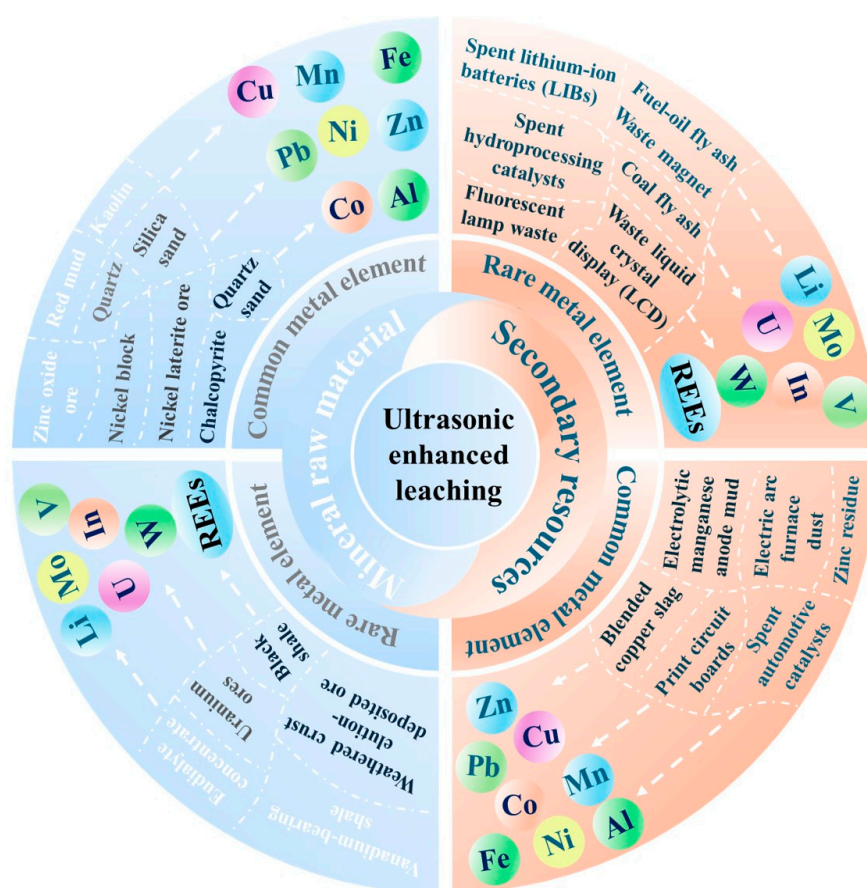 Ultrasonic
enhanced
leaching
Mineral raw material
Secondary resources
Common metal element
Cu
Mn
Fe
Pb
Ni
Zn
Co
Al
Kaolin
Red mud
Silica
sand
Quartz
Quartz
sand
Zinc oxide
ore
Nickel block
Nickel laterite ore
Chalcopyrite
Rare metal element
Spent lithium-ion
batteries (LIBs)
Fuel-oil fly ash
Waste magnet
Spent
hydroprocessing
catalysts
Coal fly ash
Fluorescent
lamp waste
Waste liquid
crystal
display (LCD)
Li
U
Mo
REEs
W
In
V
Rare metal element
V
In
W
REEs
Mo
U
Li
Black
shale
Uranium
ores
Weathered crust
elution-
deposited ore
Eudialyte
concentrate
Vanadium-bearing
shale
Common metal element
Electrolytic
manganese
anode mud
Electric arc
furnace
dust
Zinc residue
Blended
copper slag
Print circuit
boards
Spent
automotive
catalysts
Zn
Cu
Pb
Mn
Co
Al
Fe
Ni